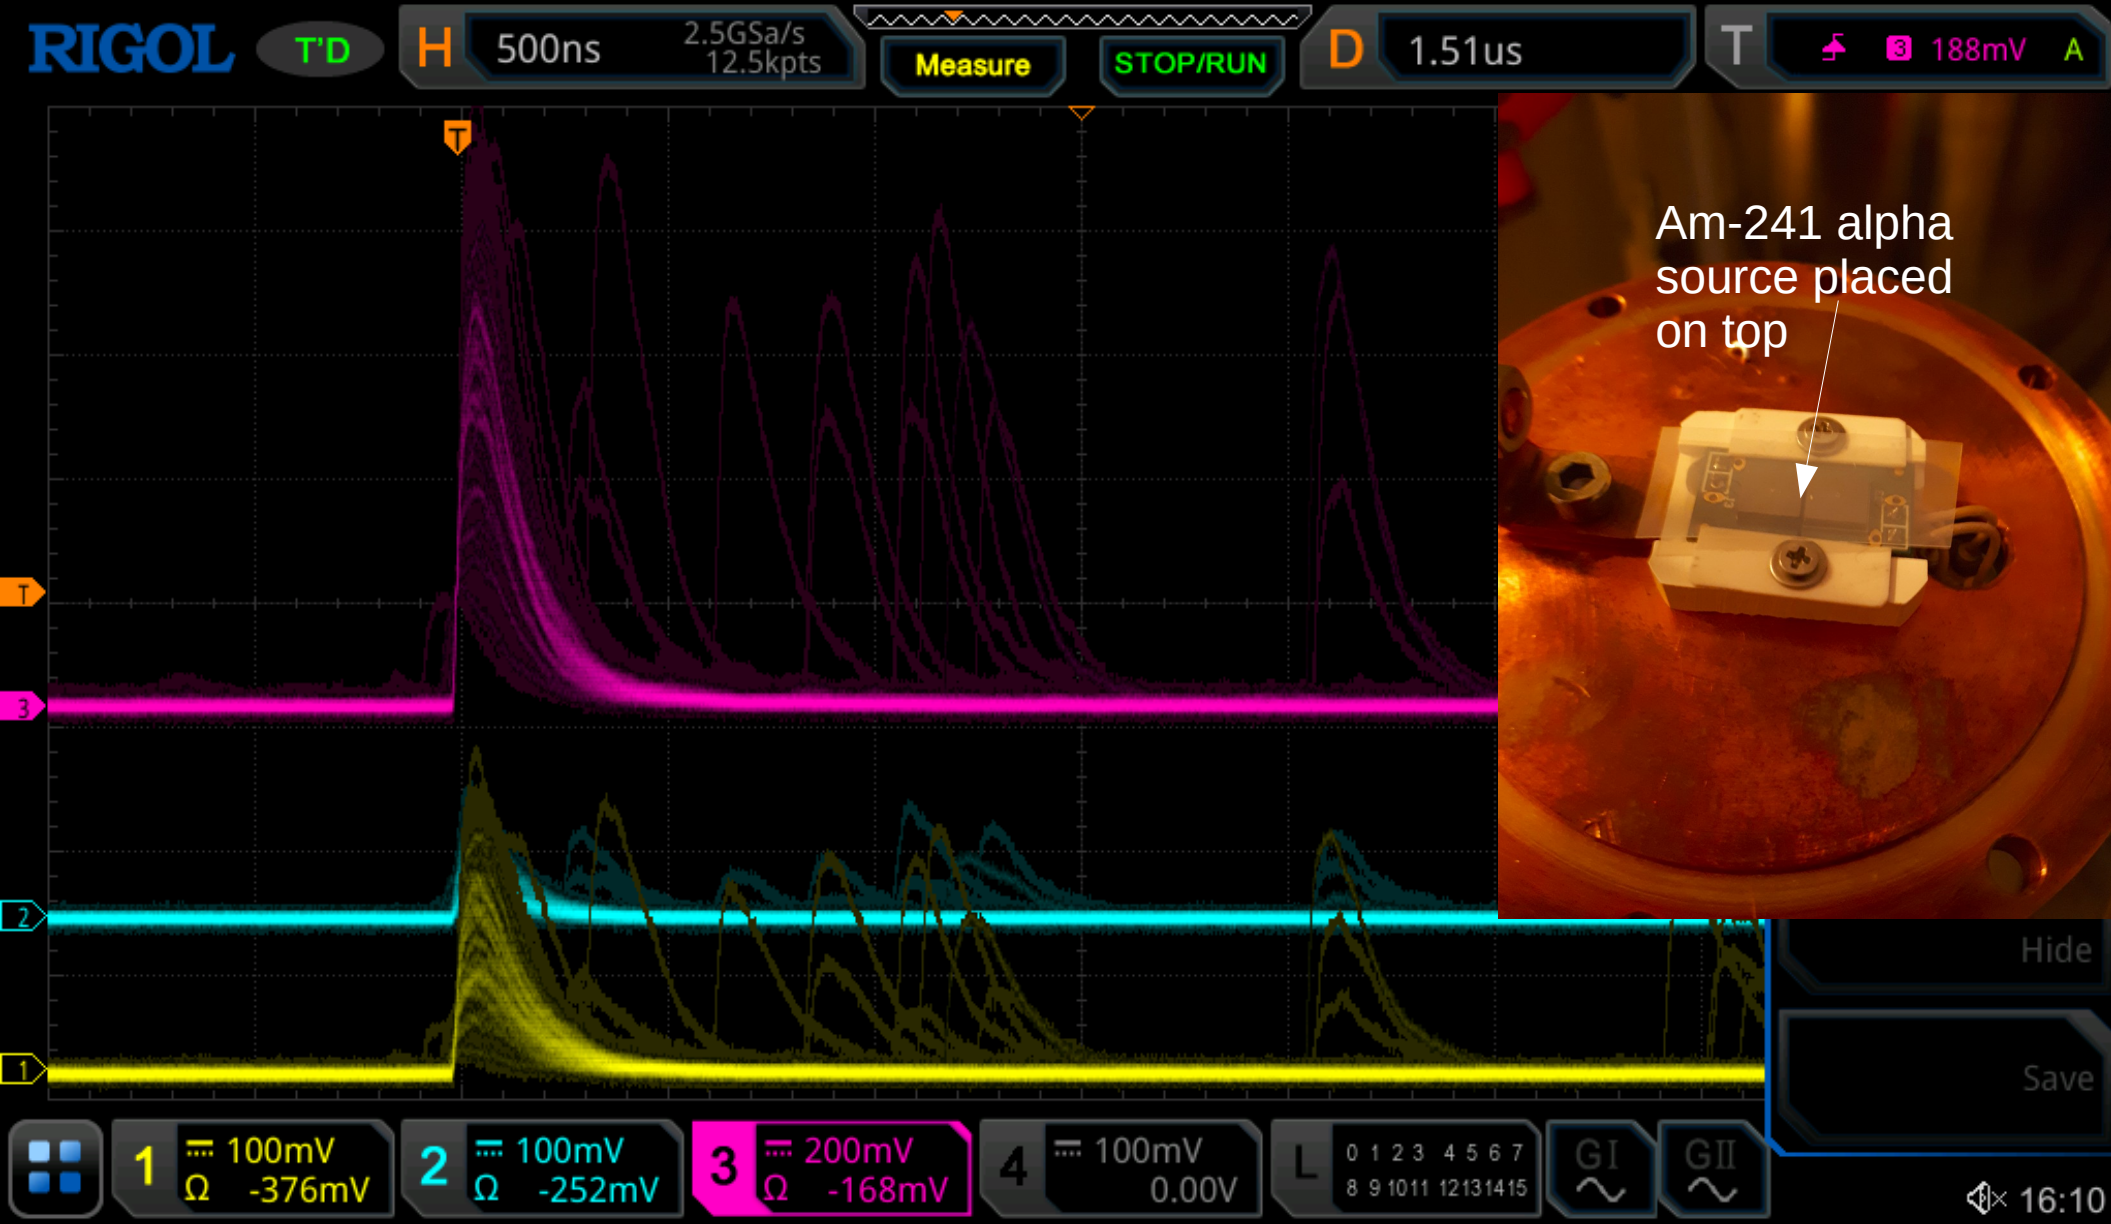 RIGOL
T'D
H
500ns
2.5GSa/s
12.5kpts
Measure
STOP/RUN
D
1.51us
T
3
188mV
A
T
Am-241 alpha
source placed
on top
T
3
2
1
Hide
Save
1
100mV
Ω
-376mV
2
100mV
Ω
-252mV
3
200mV
Ω
-168mV
4
100mV
0.00V
L
0 1 2 3 4 5 6 7
8 9 10 11 12 13 14 15
GI
GII
16:10